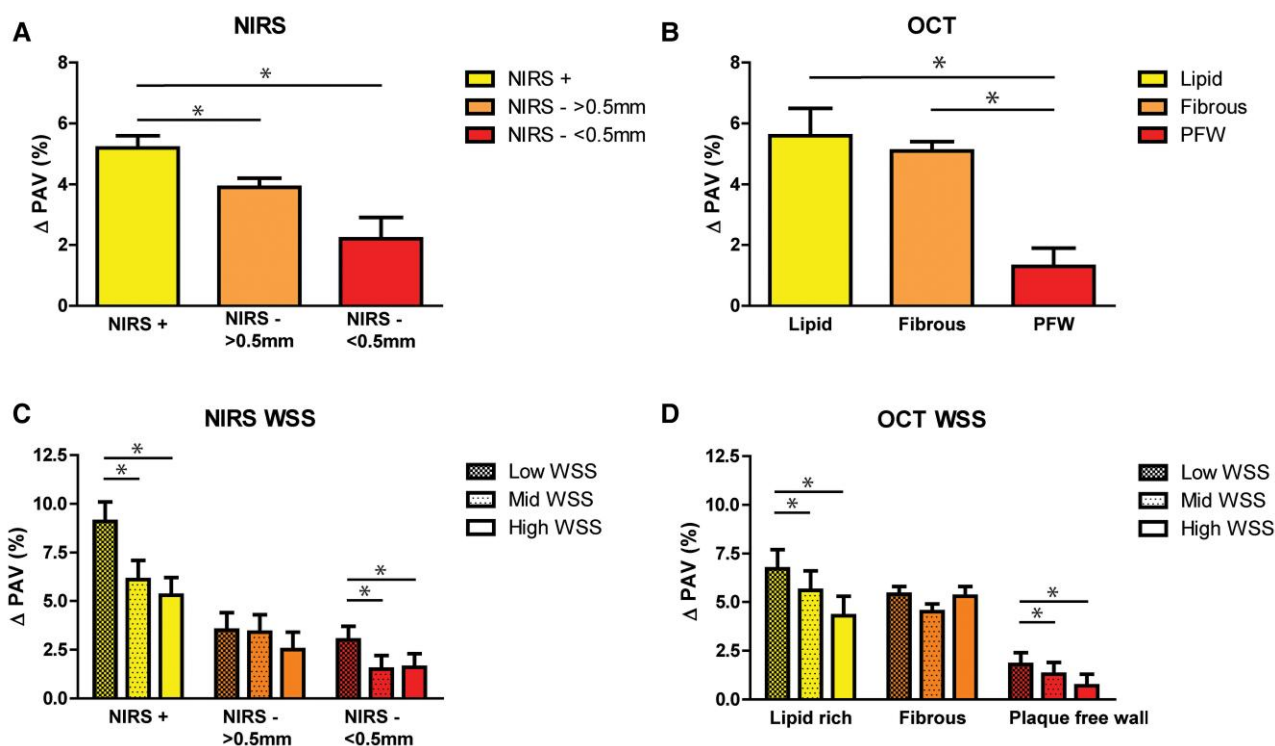 A
NIRS
8
6
4
2
0
Δ PAV (%)
*
*
NIRS +
NIRS - >0.5mm
NIRS - <0.5mm
NIRS +
NIRS -
>0.5mm
NIRS -
<0.5mm
B
OCT
8
6
4
2
0
Δ PAV (%)
*
*
Lipid
Fibrous
PFW
Lipid
Fibrous
PFW
C
NIRS WSS
12.5
10.0
7.5
5.0
2.5
0.0
Δ PAV (%)
*
*
*
*
Low WSS
Mid WSS
High WSS
NIRS +
NIRS -
>0.5mm
NIRS -
<0.5mm
D
OCT WSS
12.5
10.0
7.5
5.0
2.5
0.0
Δ PAV (%)
*
*
*
*
Low WSS
Mid WSS
High WSS
Lipid rich
Fibrous
Plaque free wall